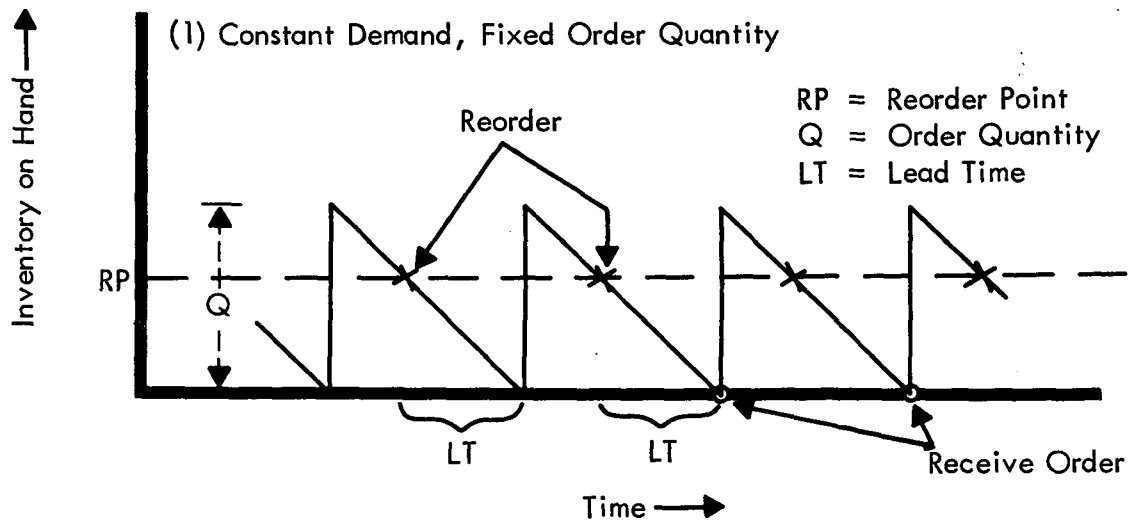 (1) Constant Demand, Fixed Order Quantity
Inventory on Hand
RP = Reorder Point
Q = Order Quantity
LT = Lead Time
Reorder
RP
Q
LT
LT
Receive Order
Time